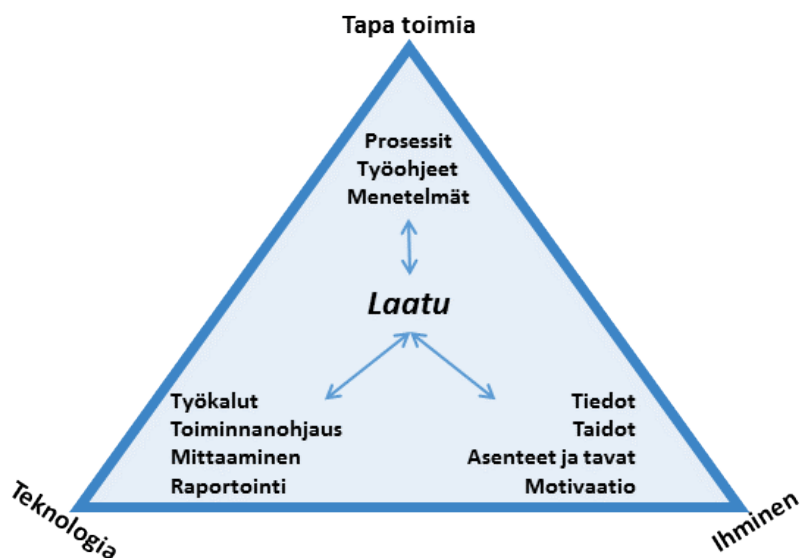 Tapa toimia
Prosessit
Työohjeet
Menetelmät
Laatu
Työkalut
Toiminnanohjaus
Mittaaminen
Raportointi
Tiedot
Taidot
Asenteet ja tavat
Motivaatio
Teknologia
Ihminen